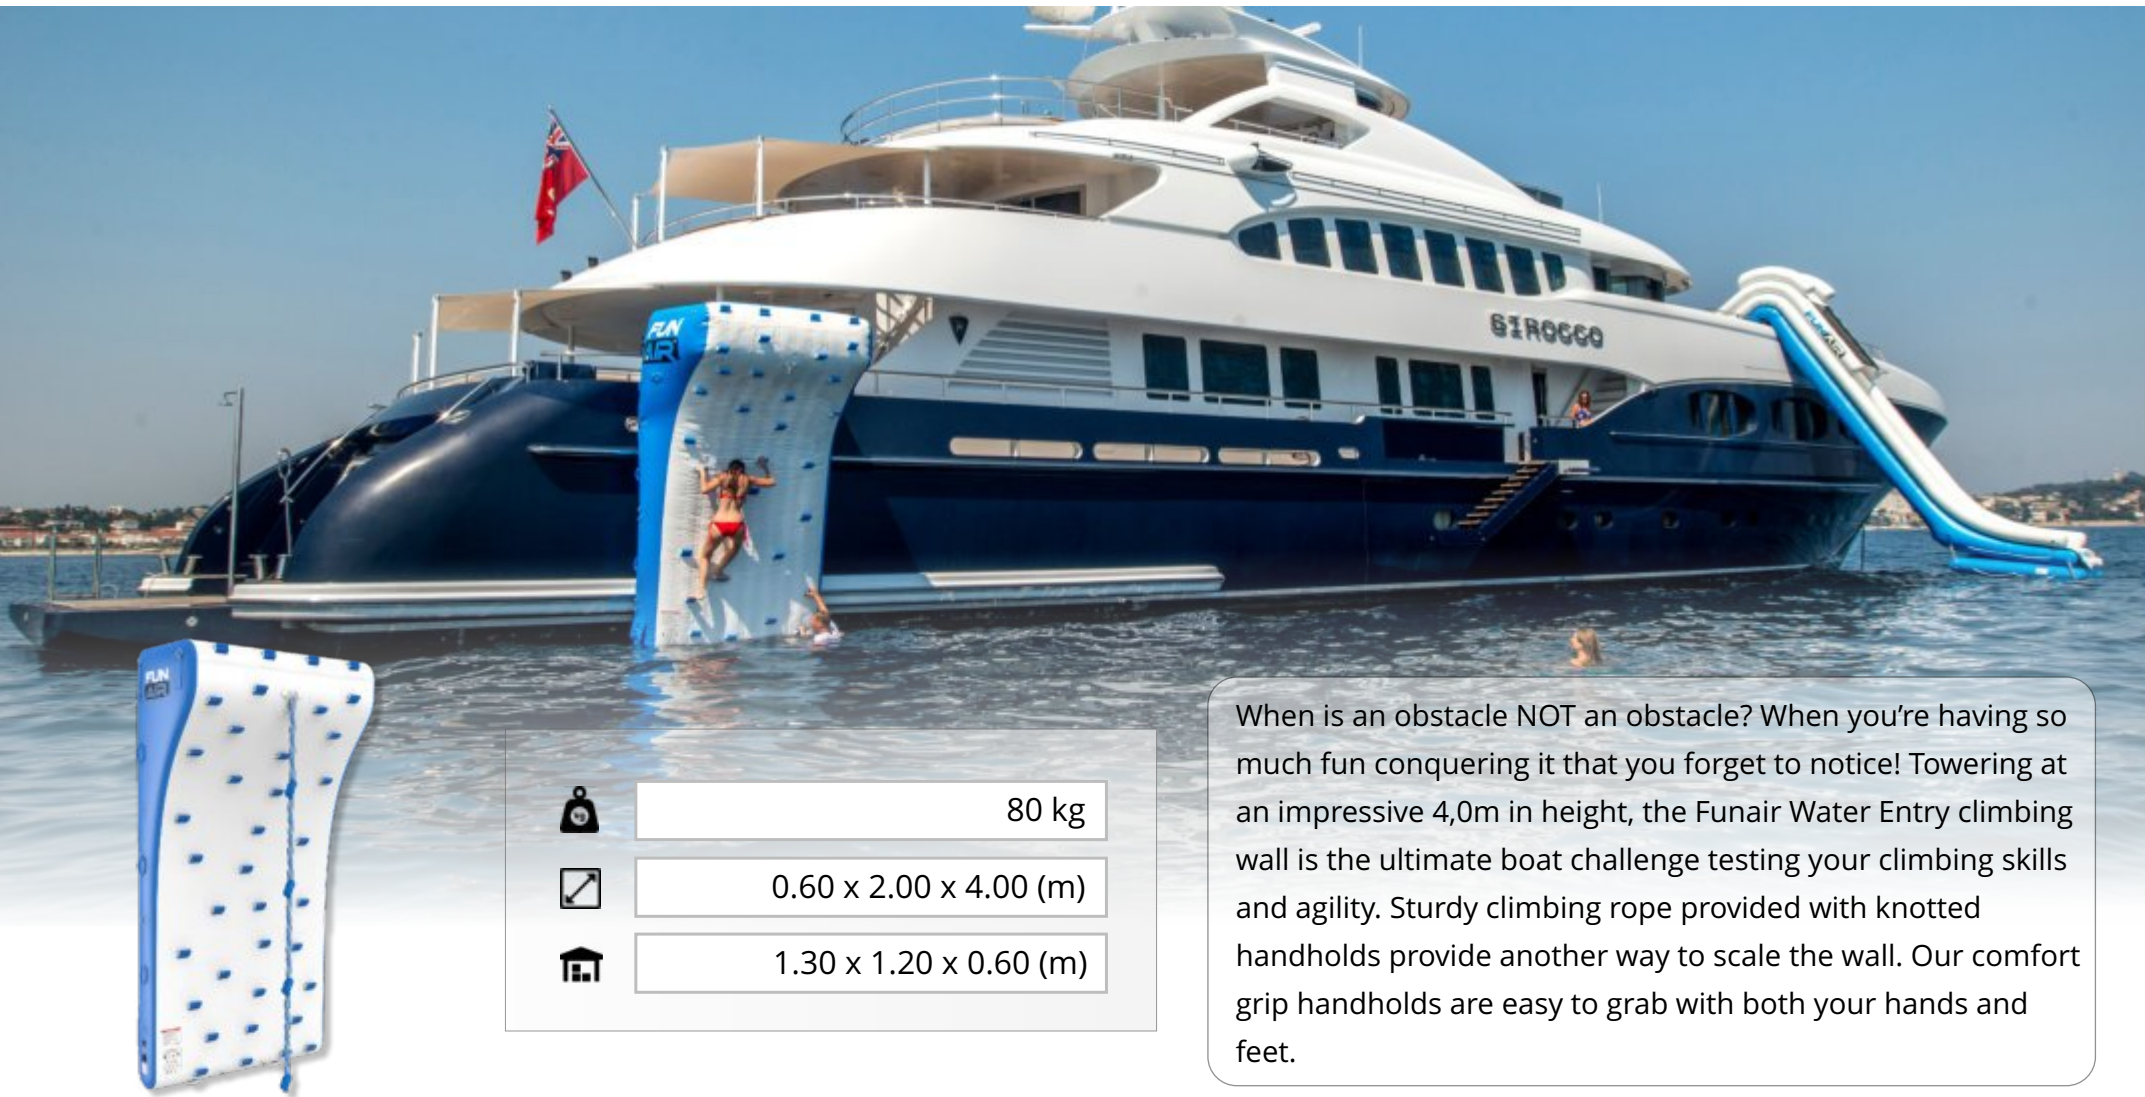 FUN
AIR
SIROCCO
FUNAIR
FUN
AIR
80 kg
0.60 x 2.00 x 4.00 (m)
1.30 x 1.20 x 0.60 (m)
When is an obstacle NOT an obstacle? When you’re having so
much fun conquering it that you forget to notice! Towering at
an impressive 4,0m in height, the Funair Water Entry climbing
wall is the ultimate boat challenge testing your climbing skills
and agility. Sturdy climbing rope provided with knotted
handholds provide another way to scale the wall. Our comfort
grip handholds are easy to grab with both your hands and
feet.